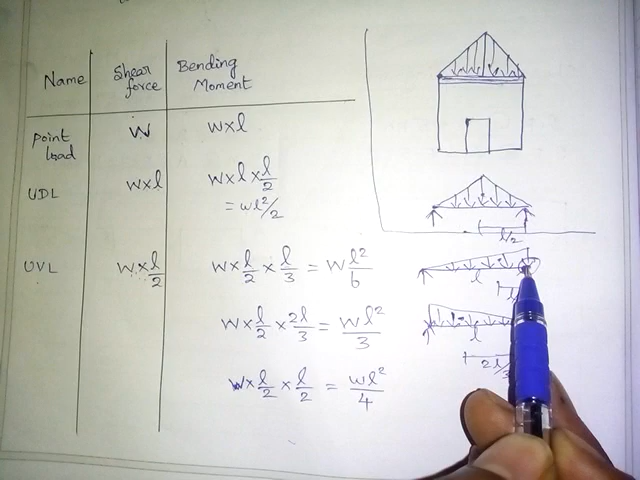 Name
Shear force
Bending Moment
Point load
W
W×l
UDL
W×l
W×l×l/2
= wl²/2
l/2
UVL
W×l/2
W×l/2×l/3 = W l²/6
l
W×l/2×2l/3 = Wl²/3
l
2l/3
W×l/2×l/2 = wl²/4